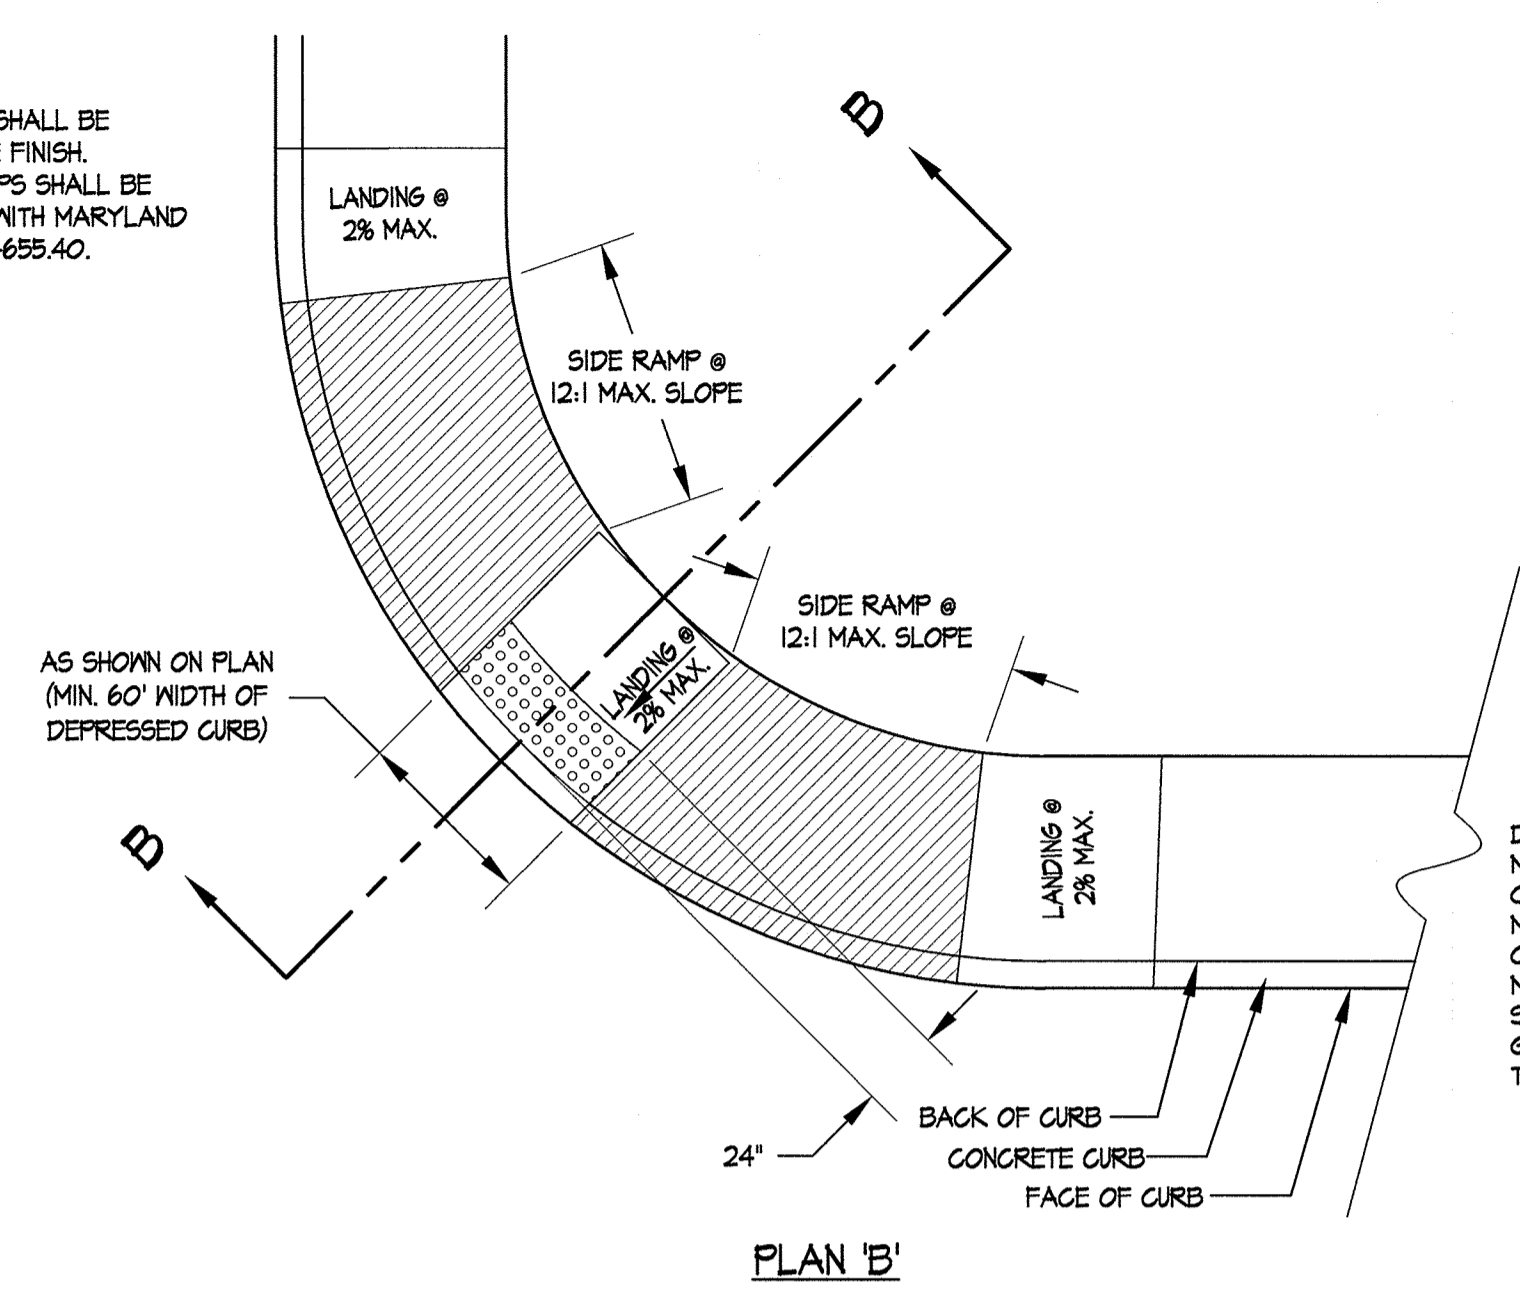 SHALL BE
FINISH.
SHALL BE
WITH MARYLAND
655.40.
B
LANDING @
2% MAX.
SIDE RAMP @
12:1 MAX. SLOPE
SIDE RAMP @
12:1 MAX. SLOPE
LANDING @
2% MAX.
AS SHOWN ON PLAN
(MIN. 60' WIDTH OF
DEPRESSED CURB)
B
LANDING @
2% MAX.
BACK OF CURB
24"
CONCRETE CURB
FACE OF CURB
PLAN 'B'